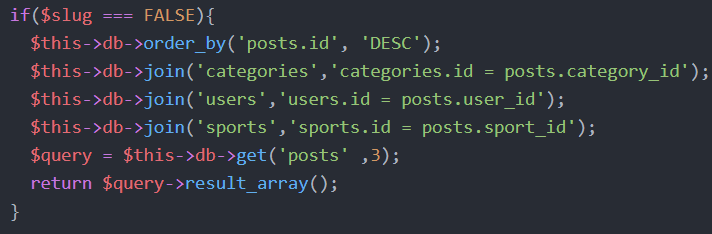 if($slug === FALSE){
$this->db->order_by('posts.id', 'DESC');
$this->db->join('categories','categories.id = posts.category_id');
$this->db->join('users','users.id = posts.user_id');
$this->db->join('sports','sports.id = posts.sport_id');
$query = $this->db->get('posts' ,3);
return $query->result_array();
}